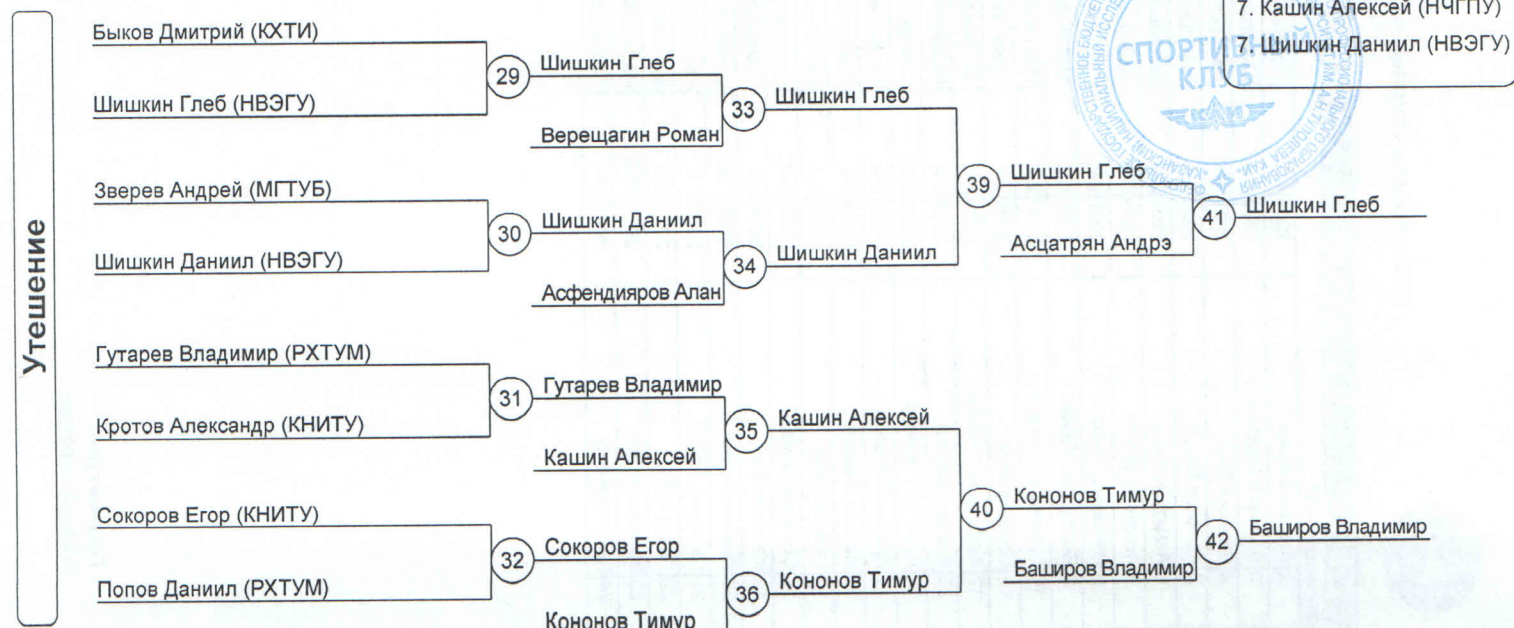 7. Кашин Алексей (НЧГПУ)
7. Шишкин Даниил (НВЭГУ)
СПОРТИВНЫЙ
КЛУБ
КАИ
Утешение
Быков Дмитрий (КХТИ)
Шишкин Глеб (НВЭГУ)
29
Шишкин Глеб
Верещагин Роман
33
Шишкин Глеб
Зверев Андрей (МГТУБ)
Шишкин Даниил (НВЭГУ)
30
Шишкин Даниил
Асфендияров Алан
34
Шишкин Даниил
39
Шишкин Глеб
Асцатрян Андрэ
41
Шишкин Глеб
Гутарев Владимир (РХТУМ)
Кротов Александр (КНИТУ)
31
Гутарев Владимир
Кашин Алексей
35
Кашин Алексей
Сокоров Егор (КНИТУ)
Попов Даниил (РХТУМ)
32
Сокоров Егор
Кононов Тимур
36
Кононов Тимур
40
Кононов Тимур
Баширов Владимир
42
Баширов Владимир